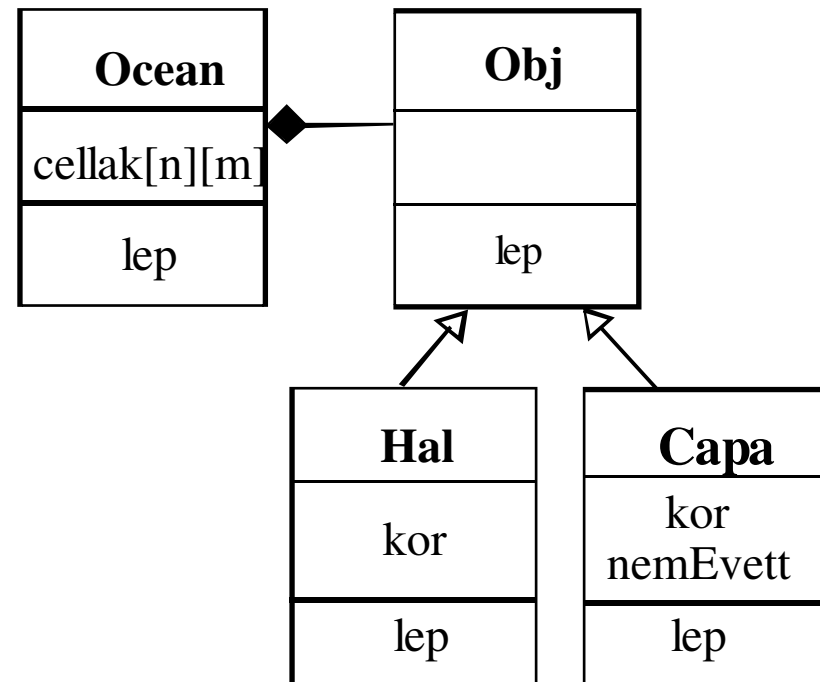 Ocean
cellak[n][m]
lep
Obj
lep
Hal
kor
lep
Capa
kor
nemEvett
lep